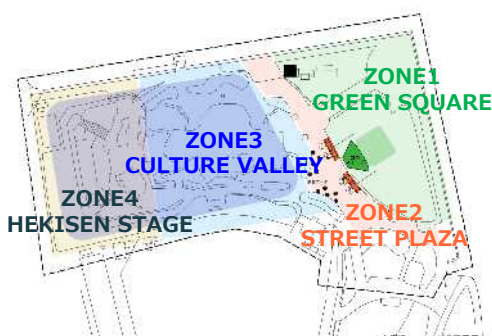 ZONE1
GREEN SQUARE
ZONE3
CULTURE VALLEY
ZONE4
HEKISEN STAGE
ZONE2
STREET PLAZA